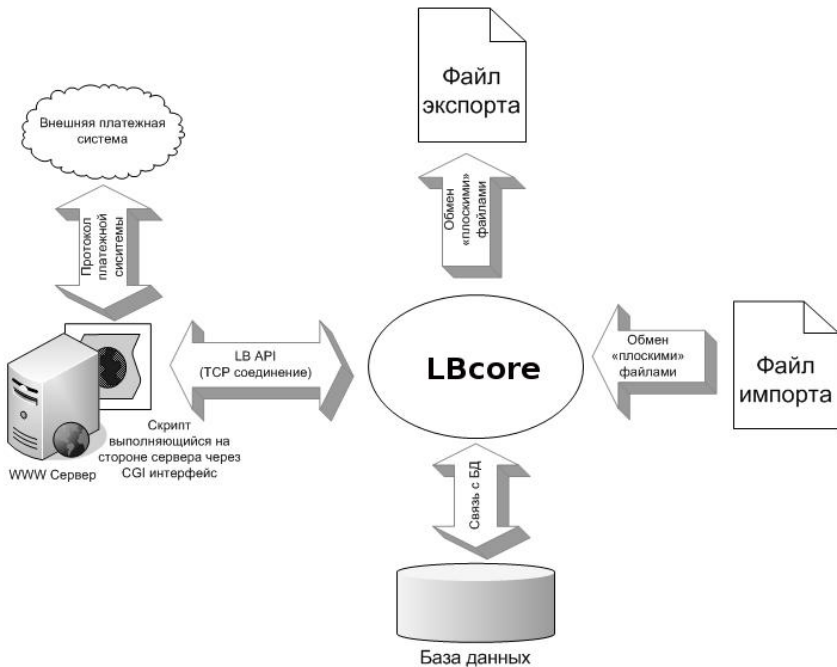 Файл
экспорта
Внешняя платежная
система
Протокол
платежной
сиситемы
Обмен
«плоскими»
файлами
LB API
(TCP соединение)
LBcore
Обмен
«плоскими»
файлами
Файл
импорта
Скрипт
выполняющийся на
стороне сервера через
CGI интерфейс
WWW Сервер
Связь с БД
База данных